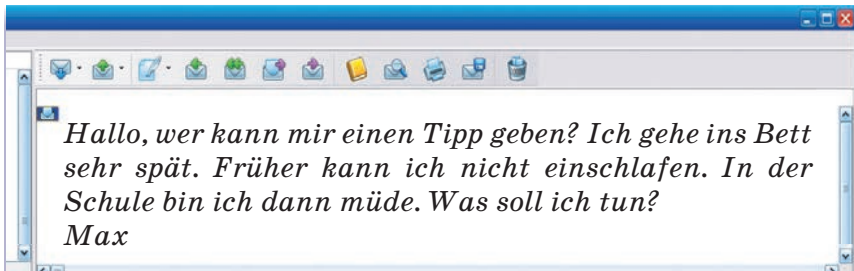 Hallo, wer kann mir einen Tipp geben? Ich gehe ins Bett
sehr spät. Früher kann ich nicht einschlafen. In der
Schule bin ich dann müde. Was soll ich tun?
Max